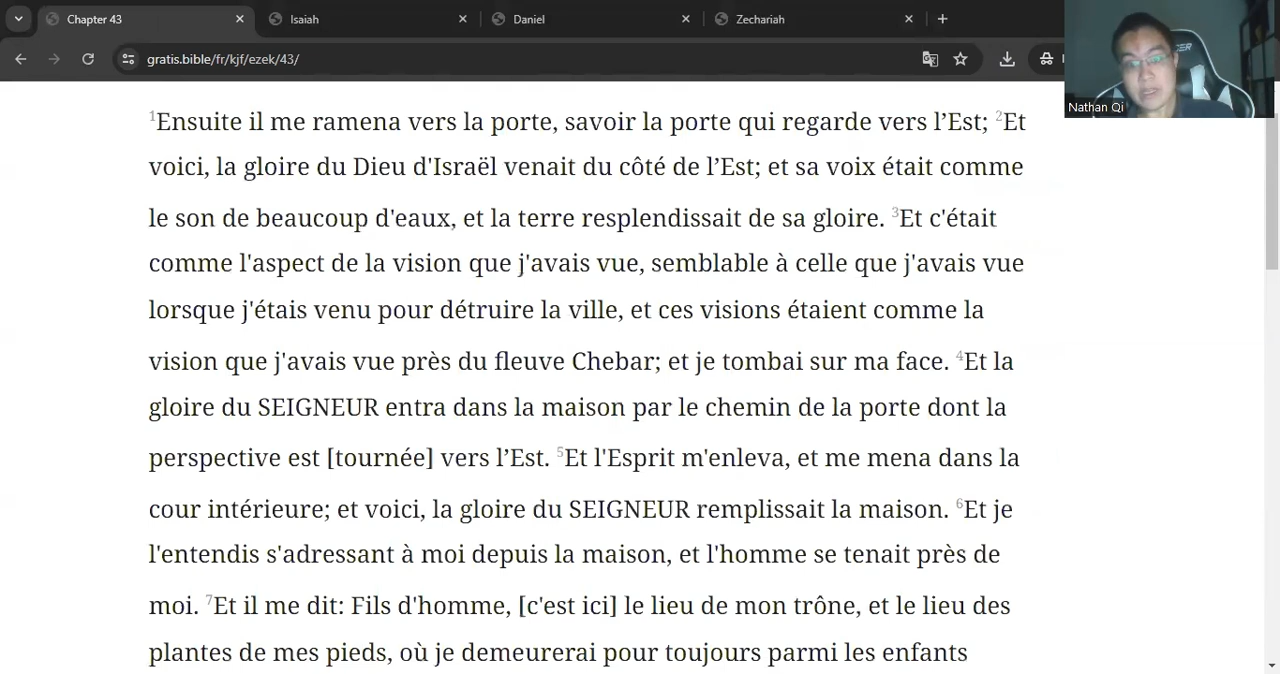 Chapter 43
Isaiah
Daniel
Zechariah
gratis.bible/fr/kjf/ezek/43/
Nathan Qi
1Ensuite il me ramena vers la porte, savoir la porte qui regarde vers l’Est; 2Et
voici, la gloire du Dieu d'Israël venait du côté de l’Est; et sa voix était comme
le son de beaucoup d'eaux, et la terre resplendissait de sa gloire. 3Et c'était
comme l'aspect de la vision que j'avais vue, semblable à celle que j'avais vue
lorsque j'étais venu pour détruire la ville, et ces visions étaient comme la
vision que j'avais vue près du fleuve Chebar; et je tombai sur ma face. 4Et la
gloire du SEIGNEUR entra dans la maison par le chemin de la porte dont la
perspective est [tournée] vers l’Est. 5Et l'Esprit m'enleva, et me mena dans la
cour intérieure; et voici, la gloire du SEIGNEUR remplissait la maison. 6Et je
l'entendis s'adressant à moi depuis la maison, et l'homme se tenait près de
moi. 7Et il me dit: Fils d'homme, [c'est ici] le lieu de mon trône, et le lieu des
plantes de mes pieds, où je demeurerai pour toujours parmi les enfants